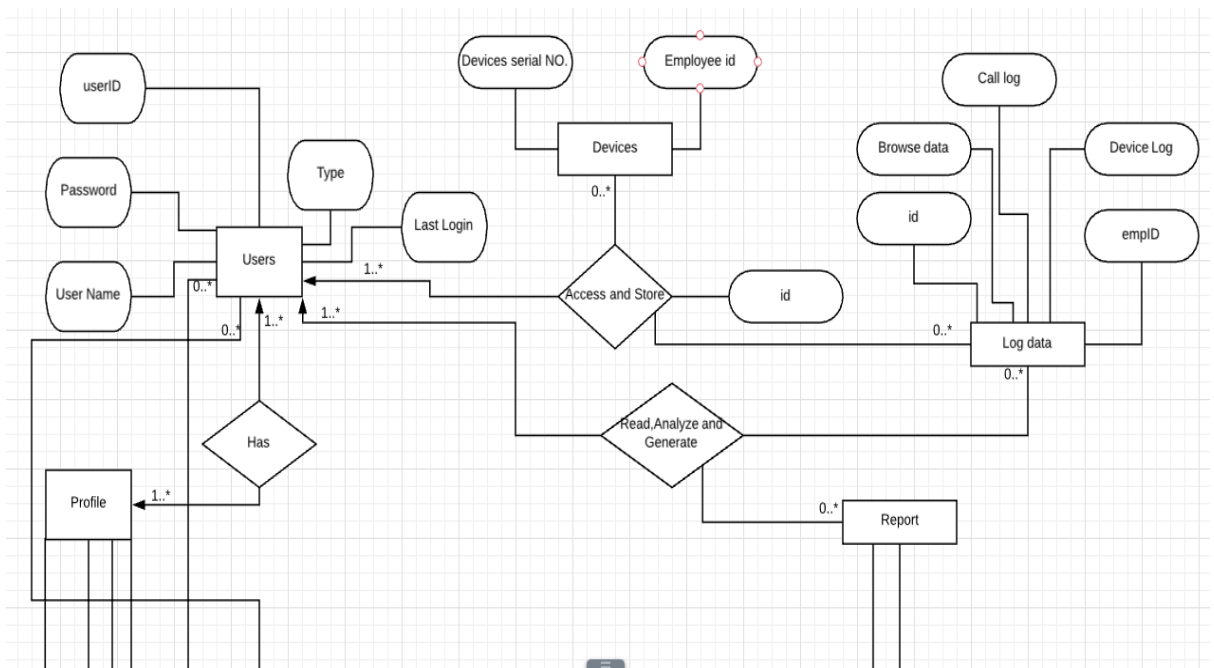 Devices serial NO.
Employee id
userID
Call log
Devices
Browse data
Device Log
Type
Password
0..*
id
Last Login
empID
Users
1..*
User Name
0..*
Access and Store
id
1..*
1..*
0..*
0..*
Log data
0..*
Read,Analyze and
Generate
Has
Profile
1..*
0..*
Report